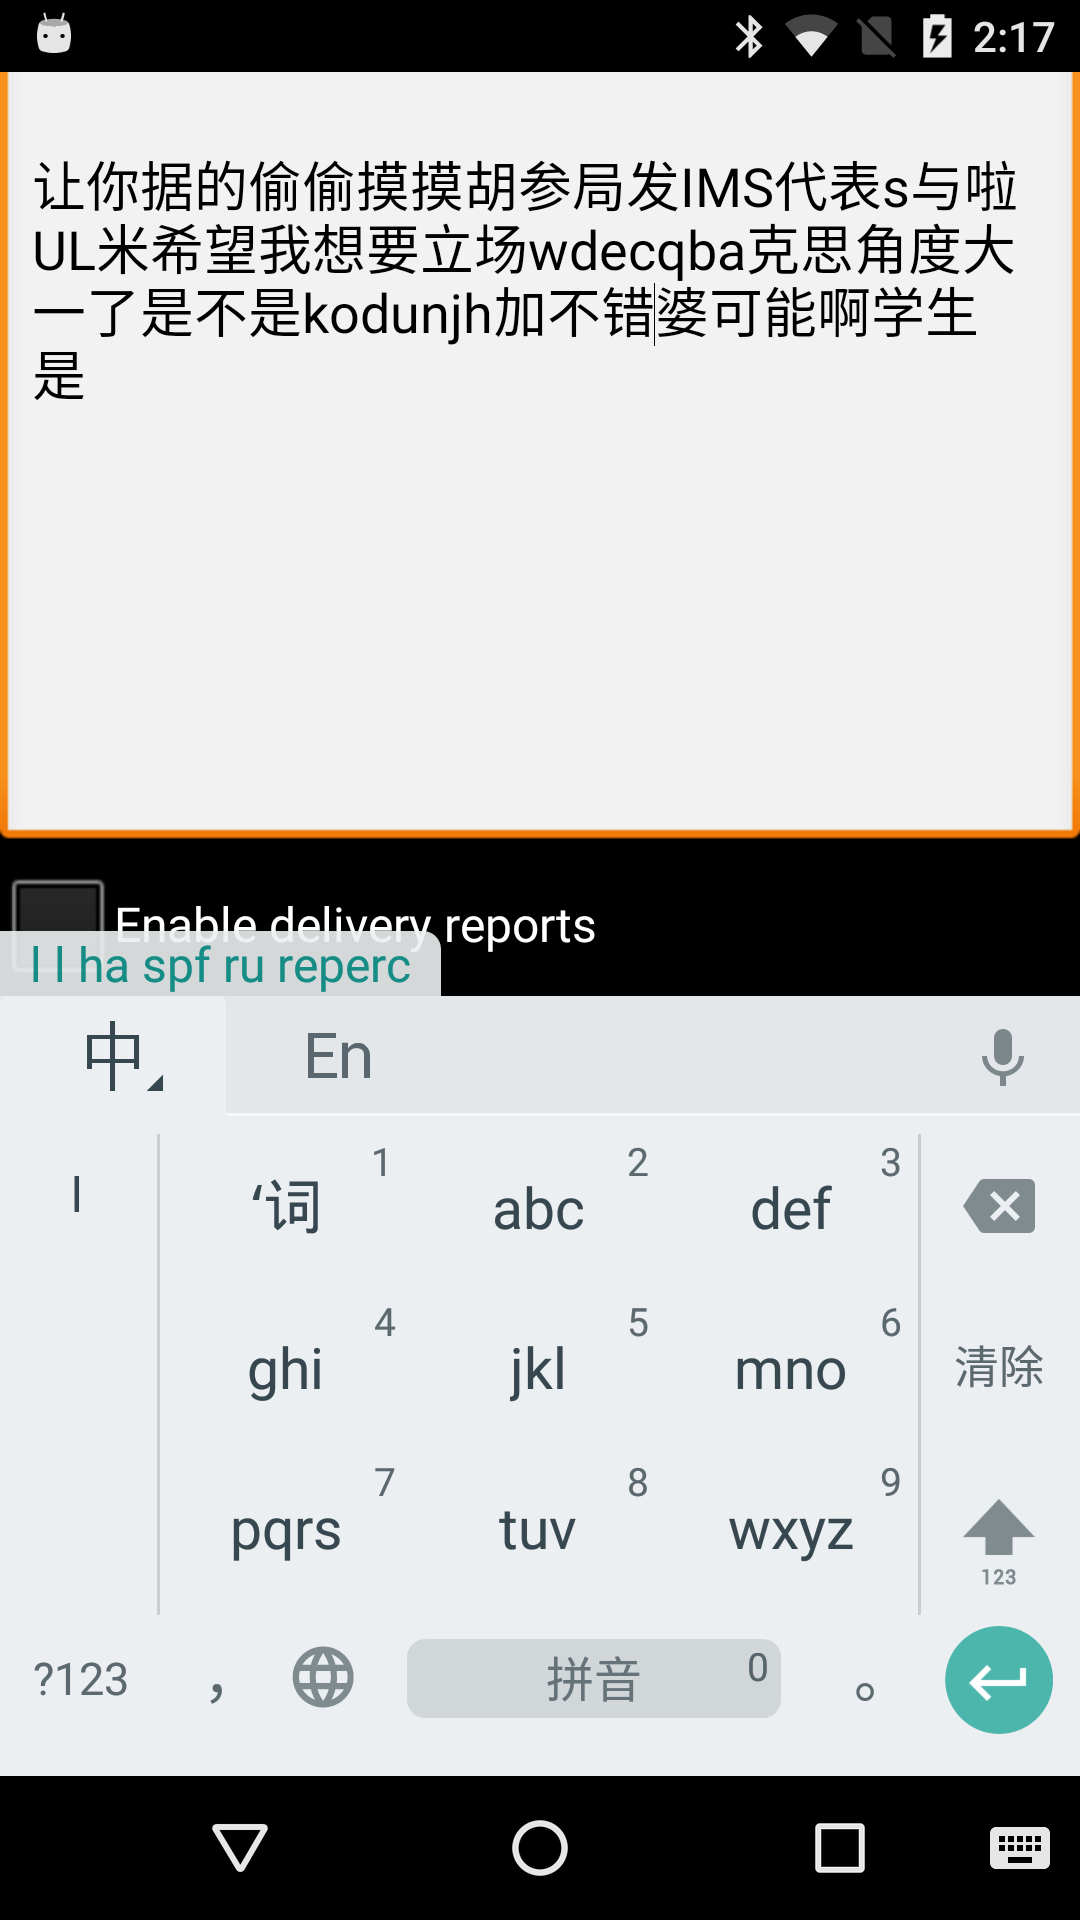 2:17
让你据的偷偷摸摸胡参局发IMS代表s与啦
UL米希望我想要立场wdecqba克思角度大
一了是不是kodunjh加不错婆可能啊学生
是
Enable delivery reports
l l ha spf ru reperc
中 En
l
‘词 1
abc 2
def 3
ghi 4
jkl 5
mno 6
清除
pqrs 7
tuv 8
wxyz 9
123
?123 ， 拼音 0 。